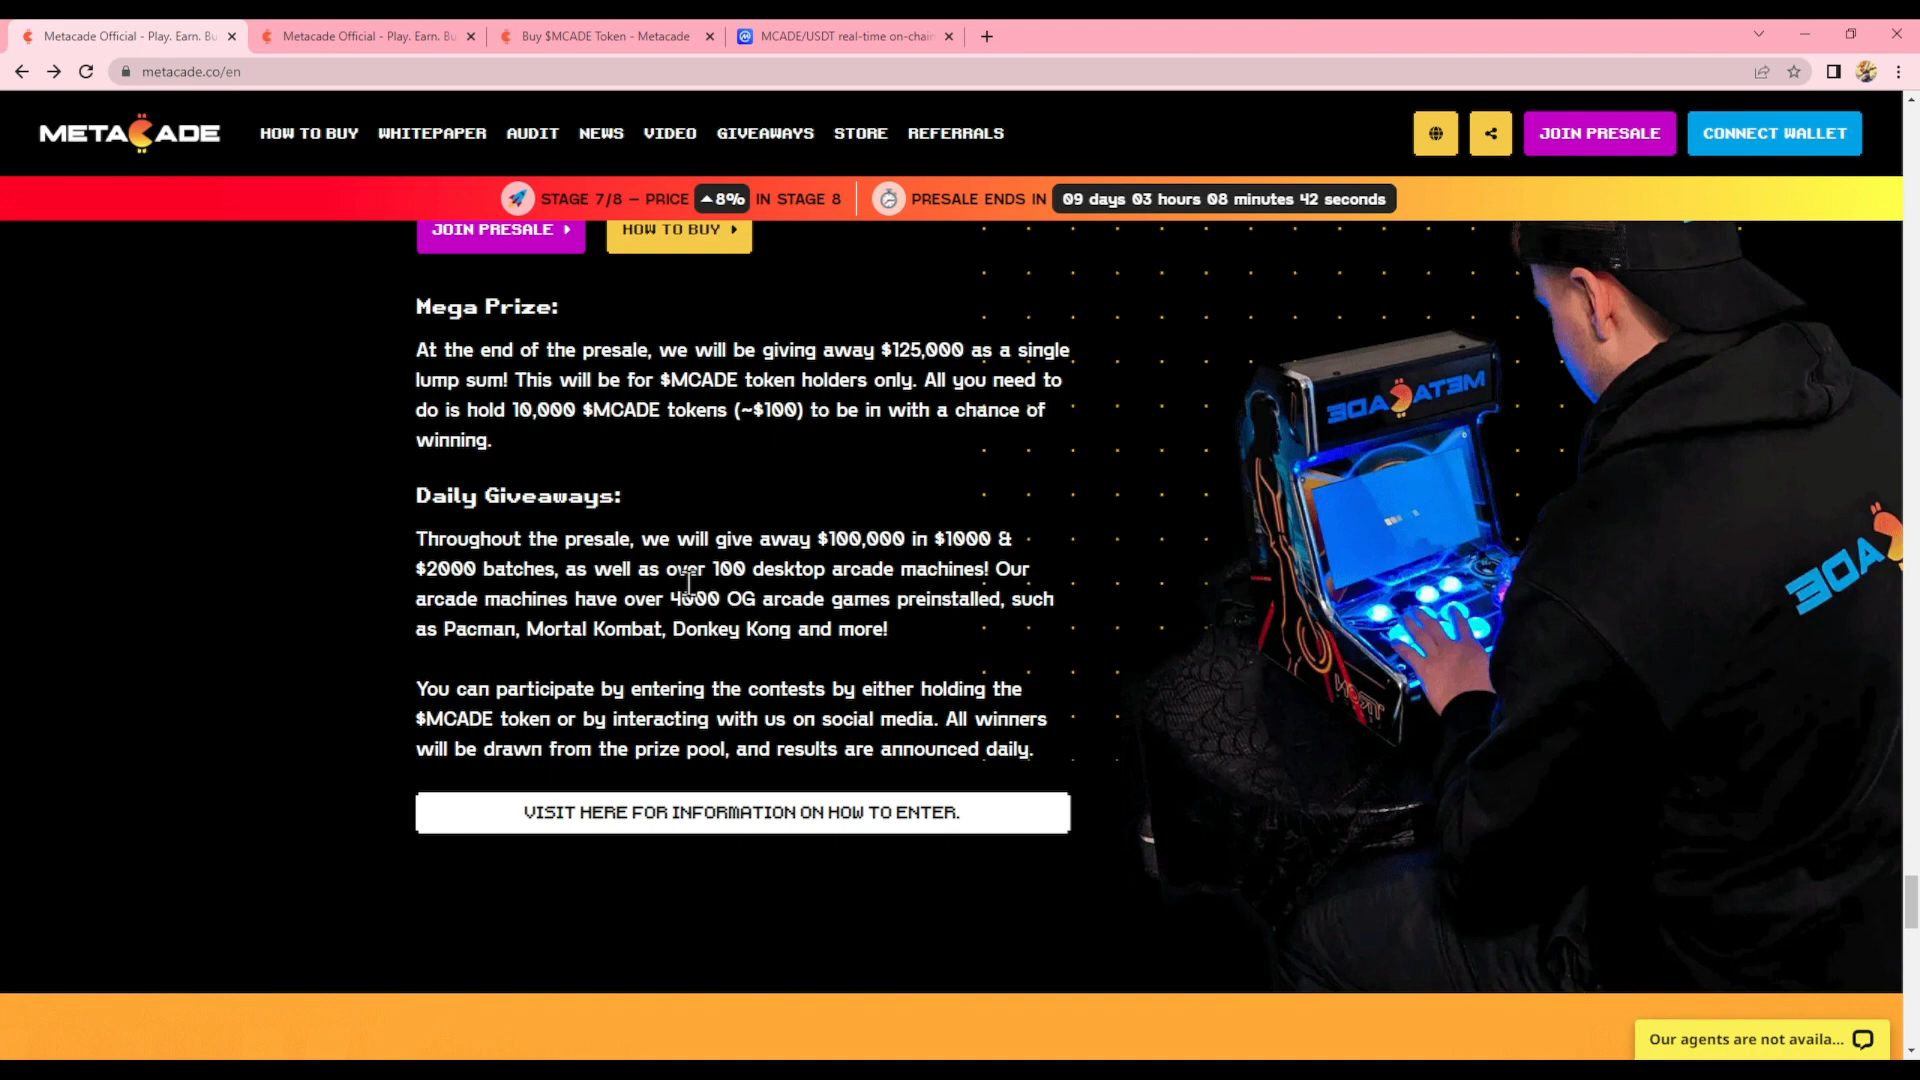 Metacade Official - Play. Earn. Bu
Metacade Official - Play. Earn. Bu
Buy $MCADE Token - Metacade
MCADE/USDT real-time on-chain
metacade.co/en
METACADE
HOW TO BUY
WHITEPAPER
AUDIT
NEWS
VIDEO
GIVEAWAYS
STORE
REFERRALS
JOIN PRESALE
CONNECT WALLET
STAGE 7/8 – PRICE 8% IN STAGE 8
PRESALE ENDS IN 09 days 03 hours 08 minutes 42 seconds
JOIN PRESALE
HOW TO BUY
Mega Prize:
At the end of the presale, we will be giving away $125,000 as a single
lump sum! This will be for $MCADE token holders only. All you need to
do is hold 10,000 $MCADE tokens (~$100) to be in with a chance of
winning.
Daily Giveaways:
Throughout the presale, we will give away $100,000 in $1000 &
$2000 batches, as well as over 100 desktop arcade machines! Our
arcade machines have over 4000 OG arcade games preinstalled, such
as Pacman, Mortal Kombat, Donkey Kong and more!
You can participate by entering the contests by either holding the
$MCADE token or by interacting with us on social media. All winners
will be drawn from the prize pool, and results are announced daily.
VISIT HERE FOR INFORMATION ON HOW TO ENTER.
METACADE
Our agents are not availa...